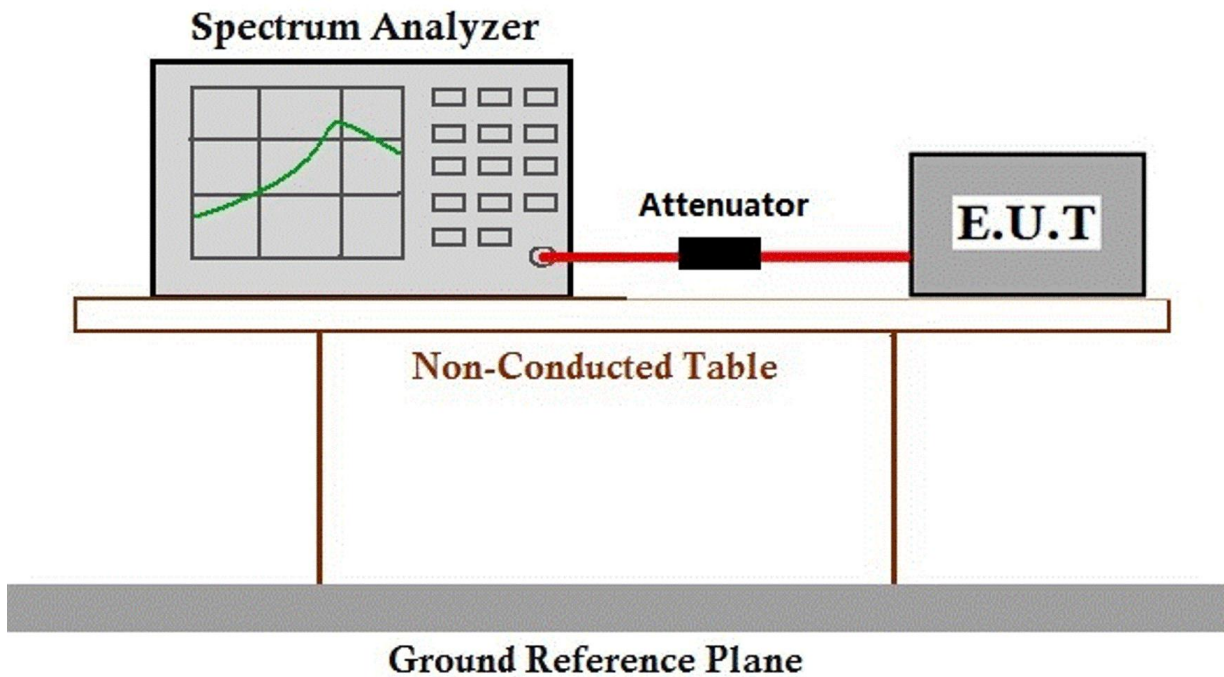 Spectrum Analyzer
Attenuator
E.U.T
Non-Conducted Table
Ground Reference Plane